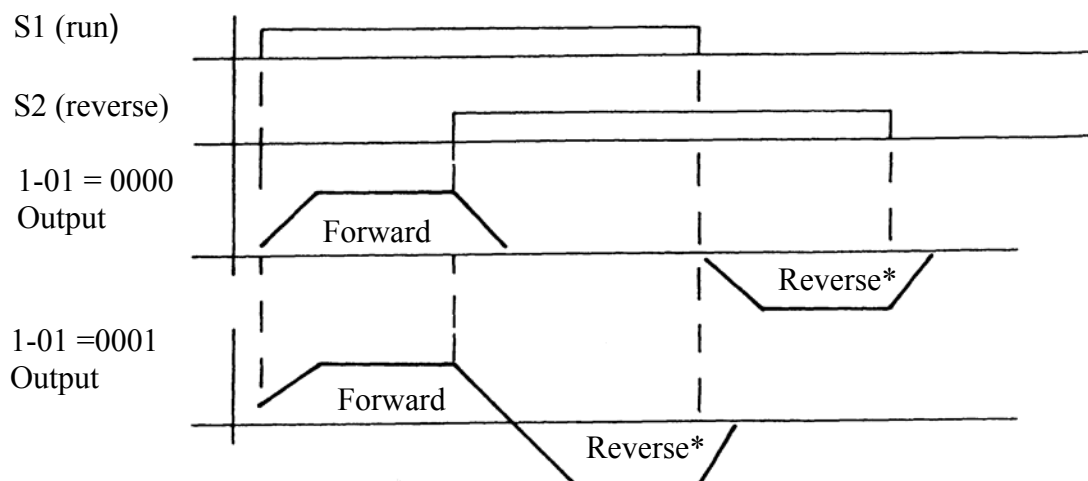 S1 (run)
S2 (reverse)
1-01 = 0000
Output
Forward
Reverse*
1-01 =0001
Output
Forward
Reverse*